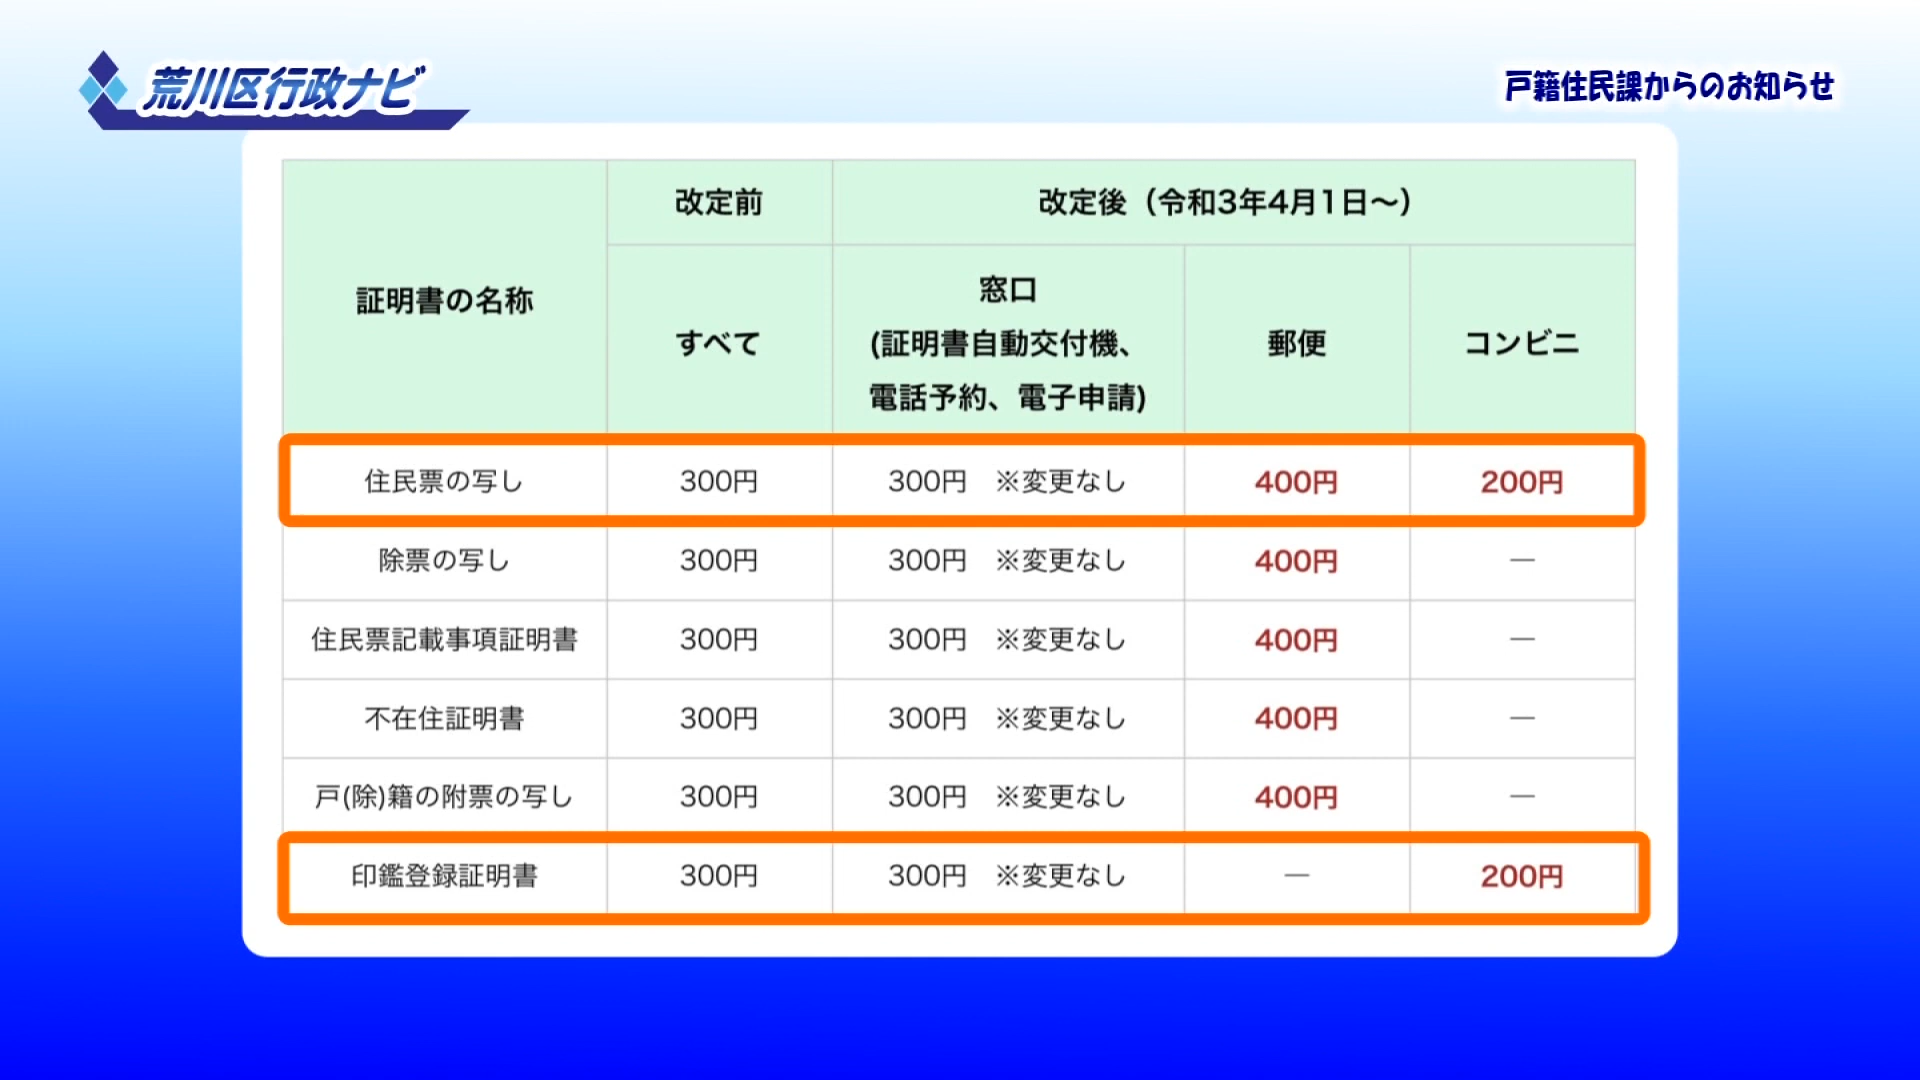 荒川区行政ナビ
戸籍住民課からのお知らせ
証明書の名称
改定前
改定後（令和3年4月1日～）
すべて
窓口
(証明書自動交付機、
電話予約、電子申請)
郵便
コンビニ
住民票の写し 300円 300円 ※変更なし 400円 200円
除票の写し 300円 300円 ※変更なし 400円 —
住民票記載事項証明書 300円 300円 ※変更なし 400円 —
不在住証明書 300円 300円 ※変更なし 400円 —
戸(除)籍の附票の写し 300円 300円 ※変更なし 400円 —
印鑑登録証明書 300円 300円 ※変更なし — 200円